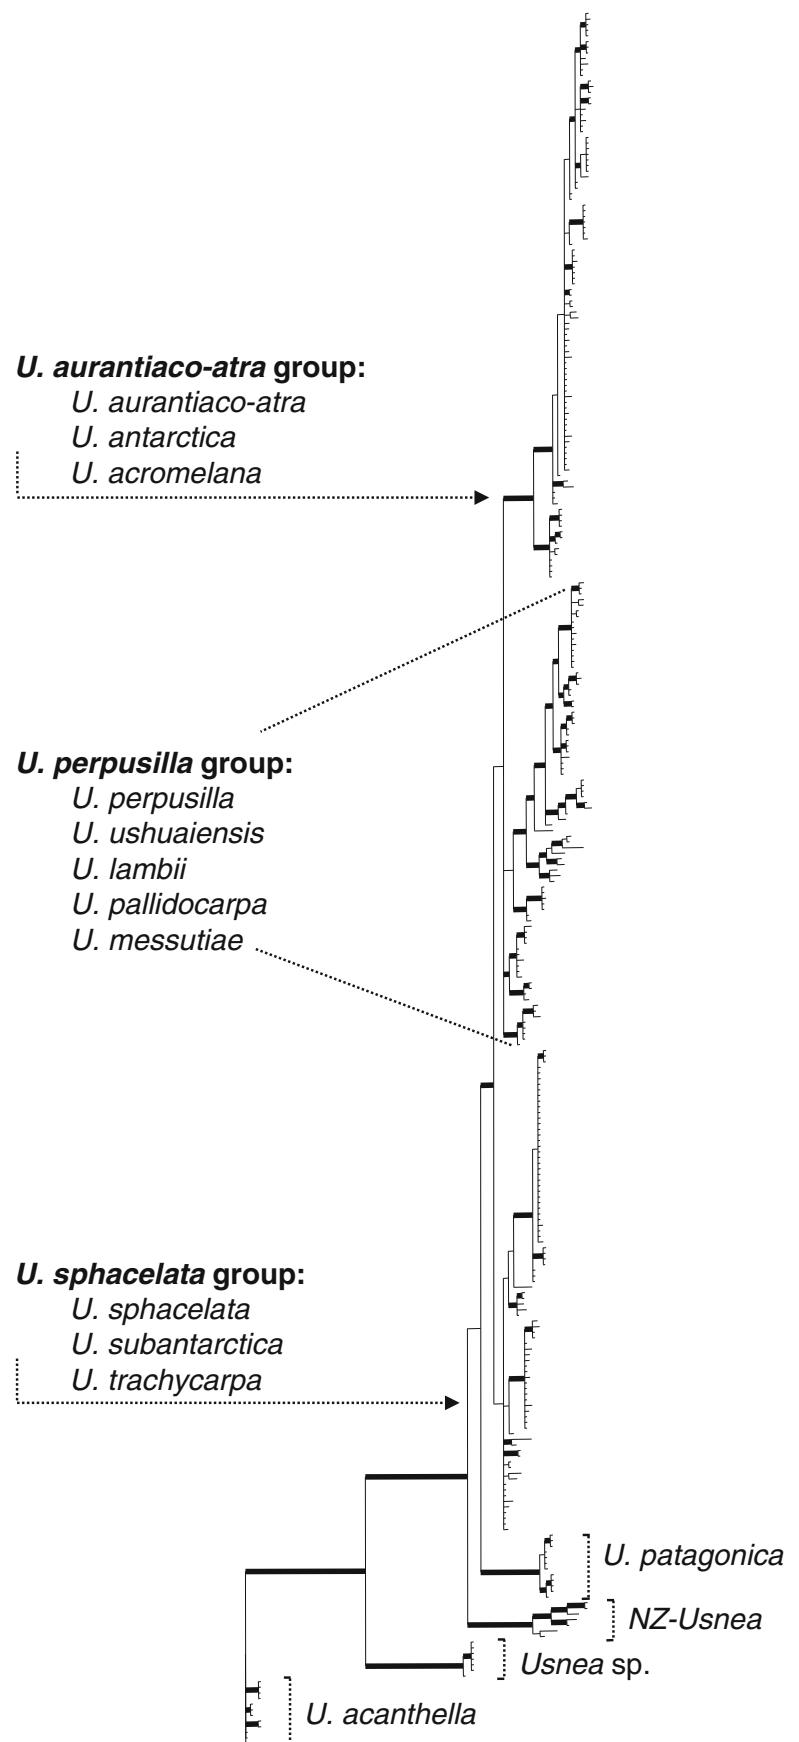 U. aurantiaco-atra group:
U. aurantiaco-atra
U. antarctica
U. acromelana
U. perpusilla group:
U. perpusilla
U. ushuaiensis
U. lambii
U. pallidocarpa
U. messutiae
U. sphacelata group:
U. sphacelata
U. subantarctica
U. trachycarpa
U. patagonica
NZ-Usnea
Usnea sp.
U. acanthella